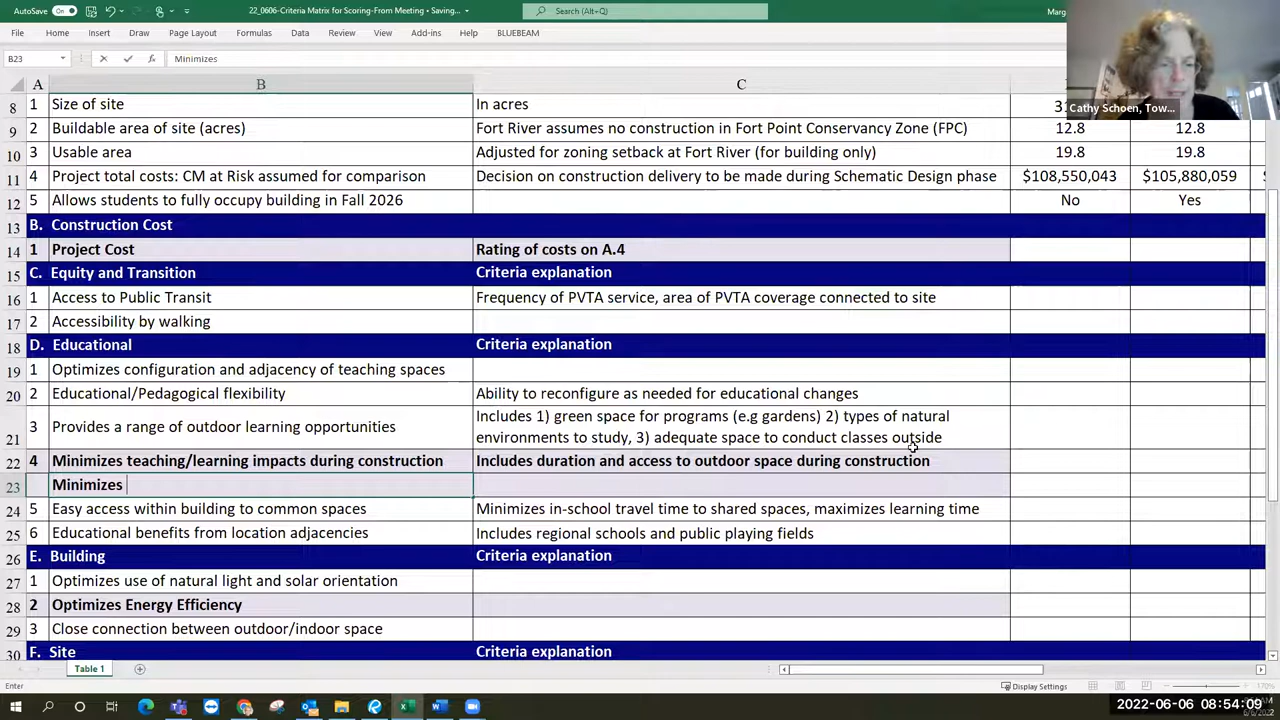 AutoSave On 22_0606-Criteria Matrix for Scoring-From Meeting • Saving... Search (Alt+Q) Marg
File Home Insert Draw Page Layout Formulas Data Review View Add-ins Help BLUEBEAM
B23 fx Minimizes
Cathy Schoen, Tow...
A B C
8 1 Size of site In acres 31
9 2 Buildable area of site (acres) Fort River assumes no construction in Fort Point Conservancy Zone (FPC) 12.8 12.8
10 3 Usable area Adjusted for zoning setback at Fort River (for building only) 19.8 19.8
11 4 Project total costs: CM at Risk assumed for comparison Decision on construction delivery to be made during Schematic Design phase $108,550,043 $105,880,059 $
12 5 Allows students to fully occupy building in Fall 2026 No Yes
13 B. Construction Cost
14 1 Project Cost Rating of costs on A.4
15 C. Equity and Transition Criteria explanation
16 1 Access to Public Transit Frequency of PVTA service, area of PVTA coverage connected to site
17 2 Accessibility by walking
18 D. Educational Criteria explanation
19 1 Optimizes configuration and adjacency of teaching spaces
20 2 Educational/Pedagogical flexibility Ability to reconfigure as needed for educational changes
21 3 Provides a range of outdoor learning opportunities Includes 1) green space for programs (e.g gardens) 2) types of natural
environments to study, 3) adequate space to conduct classes outside
22 4 Minimizes teaching/learning impacts during construction Includes duration and access to outdoor space during construction
23 Minimizes
24 5 Easy access within building to common spaces Minimizes in-school travel time to shared spaces, maximizes learning time
25 6 Educational benefits from location adjacencies Includes regional schools and public playing fields
26 E. Building Criteria explanation
27 1 Optimizes use of natural light and solar orientation
28 2 Optimizes Energy Efficiency
29 3 Close connection between outdoor/indoor space
30 F. Site Criteria explanation
Table 1
Enter Display Settings 170%
2022-06-06 08:54:09